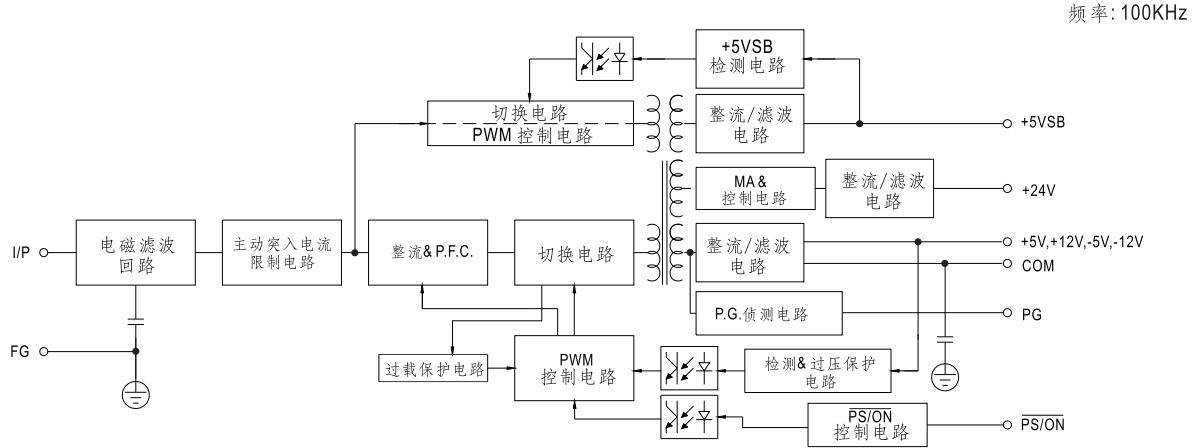 频率: 100KHz
+5VSB
检测电路
切换电路
PWM 控制电路
整流/滤波
电路
+5VSB
MA &
控制电路
整流/滤波
电路
+24V
I/P
电磁滤波
回路
主动突入电流
限制电路
整流 & P.F.C.
切换电路
整流/滤波
电路
+5V,+12V,-5V,-12V
COM
P.G.侦测电路
PG
FG
过载保护电路
PWM
控制电路
检测&过压保护
电路
PS/ON
控制电路
PS/ON